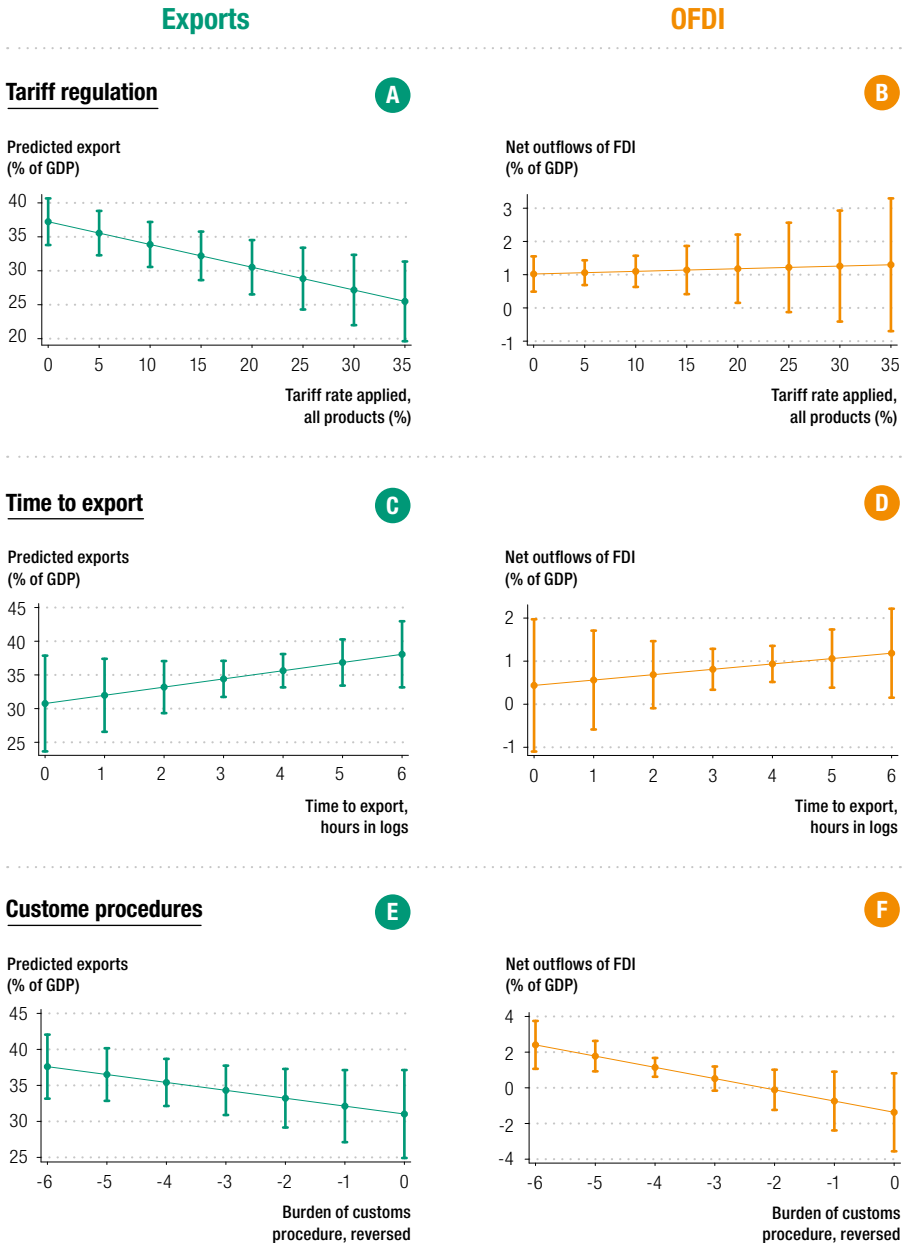 Exports
OFDI
Tariff regulation
A
B
Predicted export
(% of GDP)
40
35
30
25
20
0 5 10 15 20 25 30 35
Tariff rate applied,
all products (%)
Net outflows of FDI
(% of GDP)
3
2
1
0
-1
0 5 10 15 20 25 30 35
Tariff rate applied,
all products (%)
Time to export
C
D
Predicted exports
(% of GDP)
45
40
35
30
25
0 1 2 3 4 5 6
Time to export,
hours in logs
Net outflows of FDI
(% of GDP)
2
1
0
-1
0 1 2 3 4 5 6
Time to export,
hours in logs
Custome procedures
E
F
Predicted exports
(% of GDP)
45
40
35
30
25
-6 -5 -4 -3 -2 -1 0
Burden of customs
procedure, reversed
Net outflows of FDI
(% of GDP)
4
2
0
-2
-4
-6 -5 -4 -3 -2 -1 0
Burden of customs
procedure, reversed